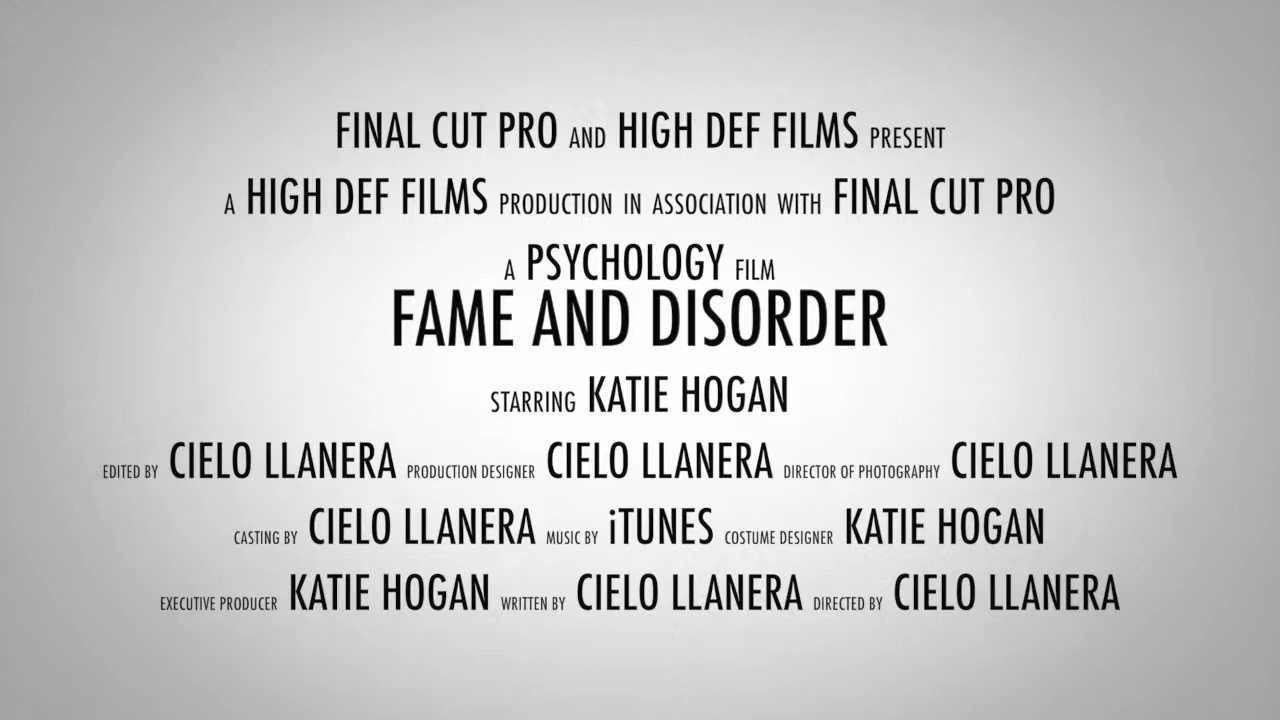 FINAL CUT PRO AND HIGH DEF FILMS PRESENT
A HIGH DEF FILMS PRODUCTION IN ASSOCIATION WITH FINAL CUT PRO
A PSYCHOLOGY FILM
FAME AND DISORDER
STARRING KATIE HOGAN
EDITED BY CIELO LLANERA PRODUCTION DESIGNER CIELO LLANERA DIRECTOR OF PHOTOGRAPHY CIELO LLANERA
CASTING BY CIELO LLANERA MUSIC BY iTUNES COSTUME DESIGNER KATIE HOGAN
EXECUTIVE PRODUCER KATIE HOGAN WRITTEN BY CIELO LLANERA DIRECTED BY CIELO LLANERA